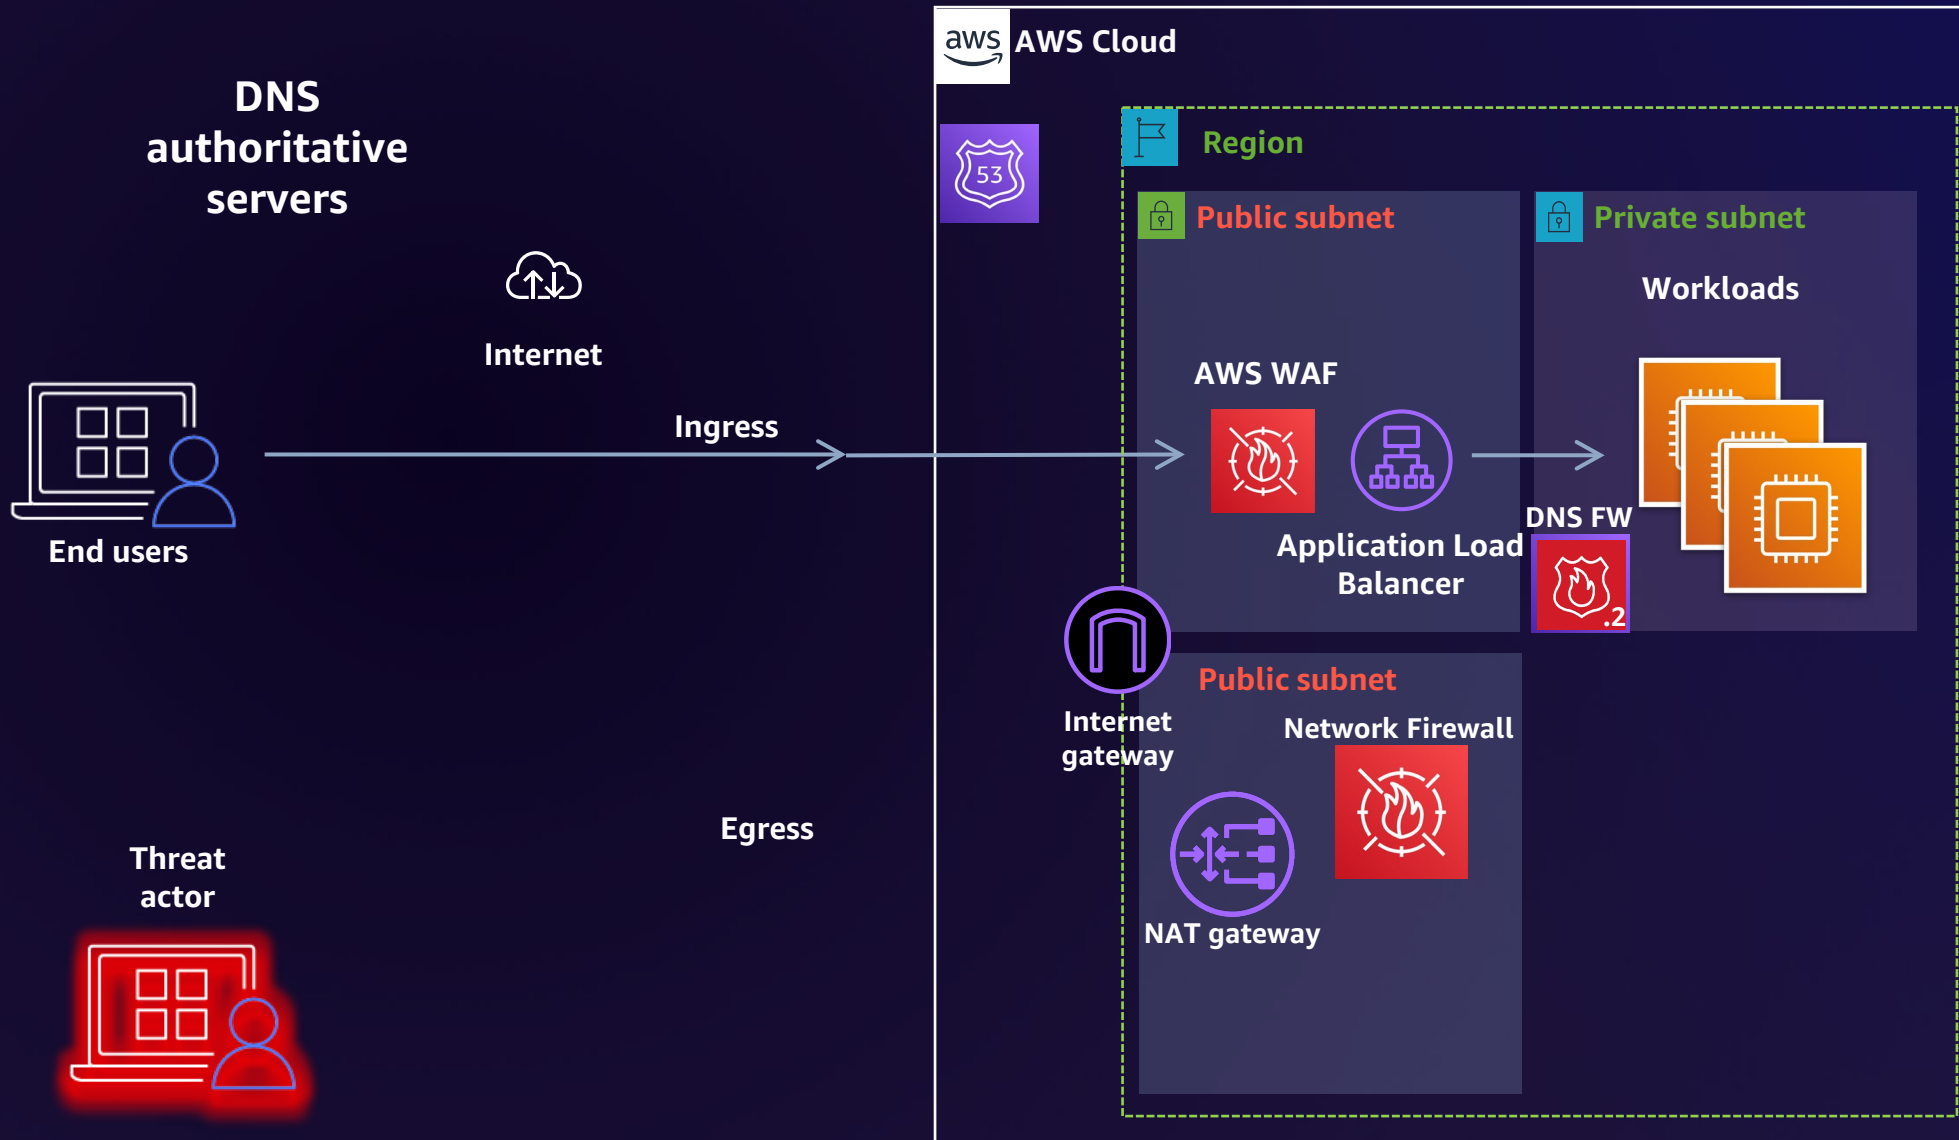 aws
AWS Cloud
DNS
authoritative
servers
53
Region
Public subnet
Private subnet
Workloads
Internet
AWS WAF
Ingress
DNS FW
End users
Application Load
Balancer
.2
Public subnet
Internet
gateway
Network Firewall
Egress
Threat
actor
NAT gateway